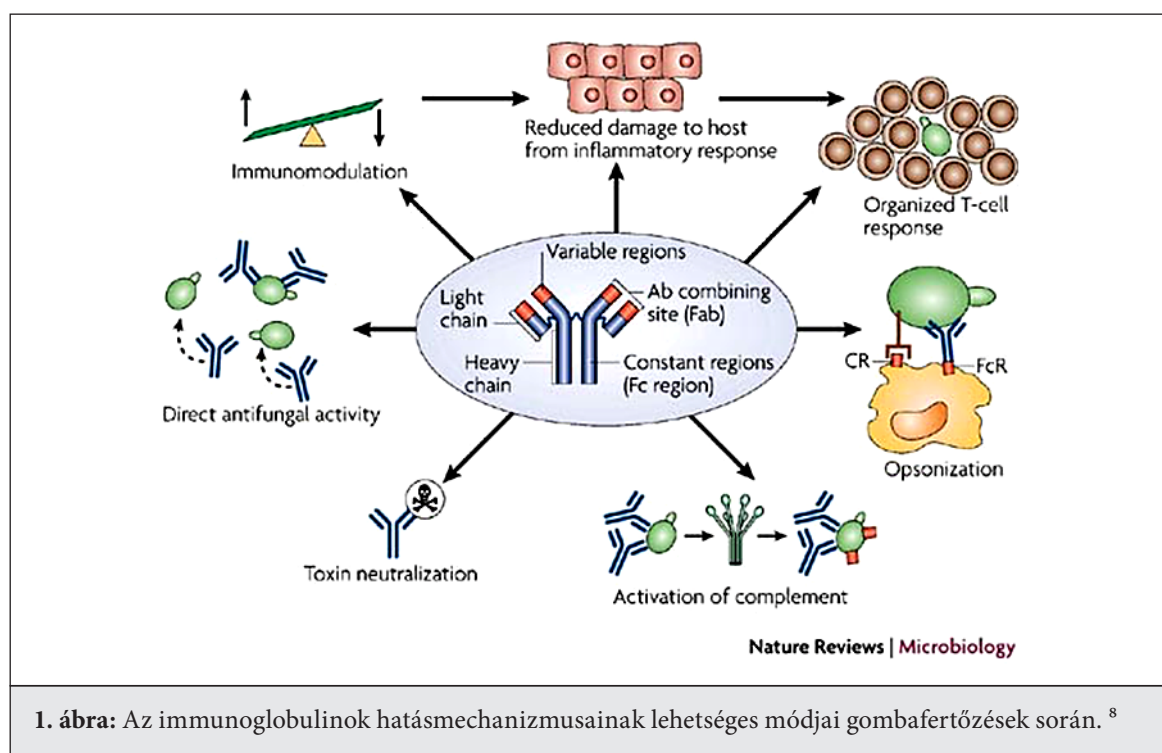 Reduced damage to host
from inflammatory response
Immunomodulation
Organized T-cell
response
Variable regions
Light
chain
Ab combining
site (Fab)
Heavy
chain
Constant regions
(Fc region)
CR
FcR
Direct antifungal activity
Opsonization
Toxin neutralization
Activation of complement
Nature Reviews | Microbiology
1. ábra: Az immunoglobulinok hatásmechanizmusainak lehetséges módjai gombafertőzések során. ⁸